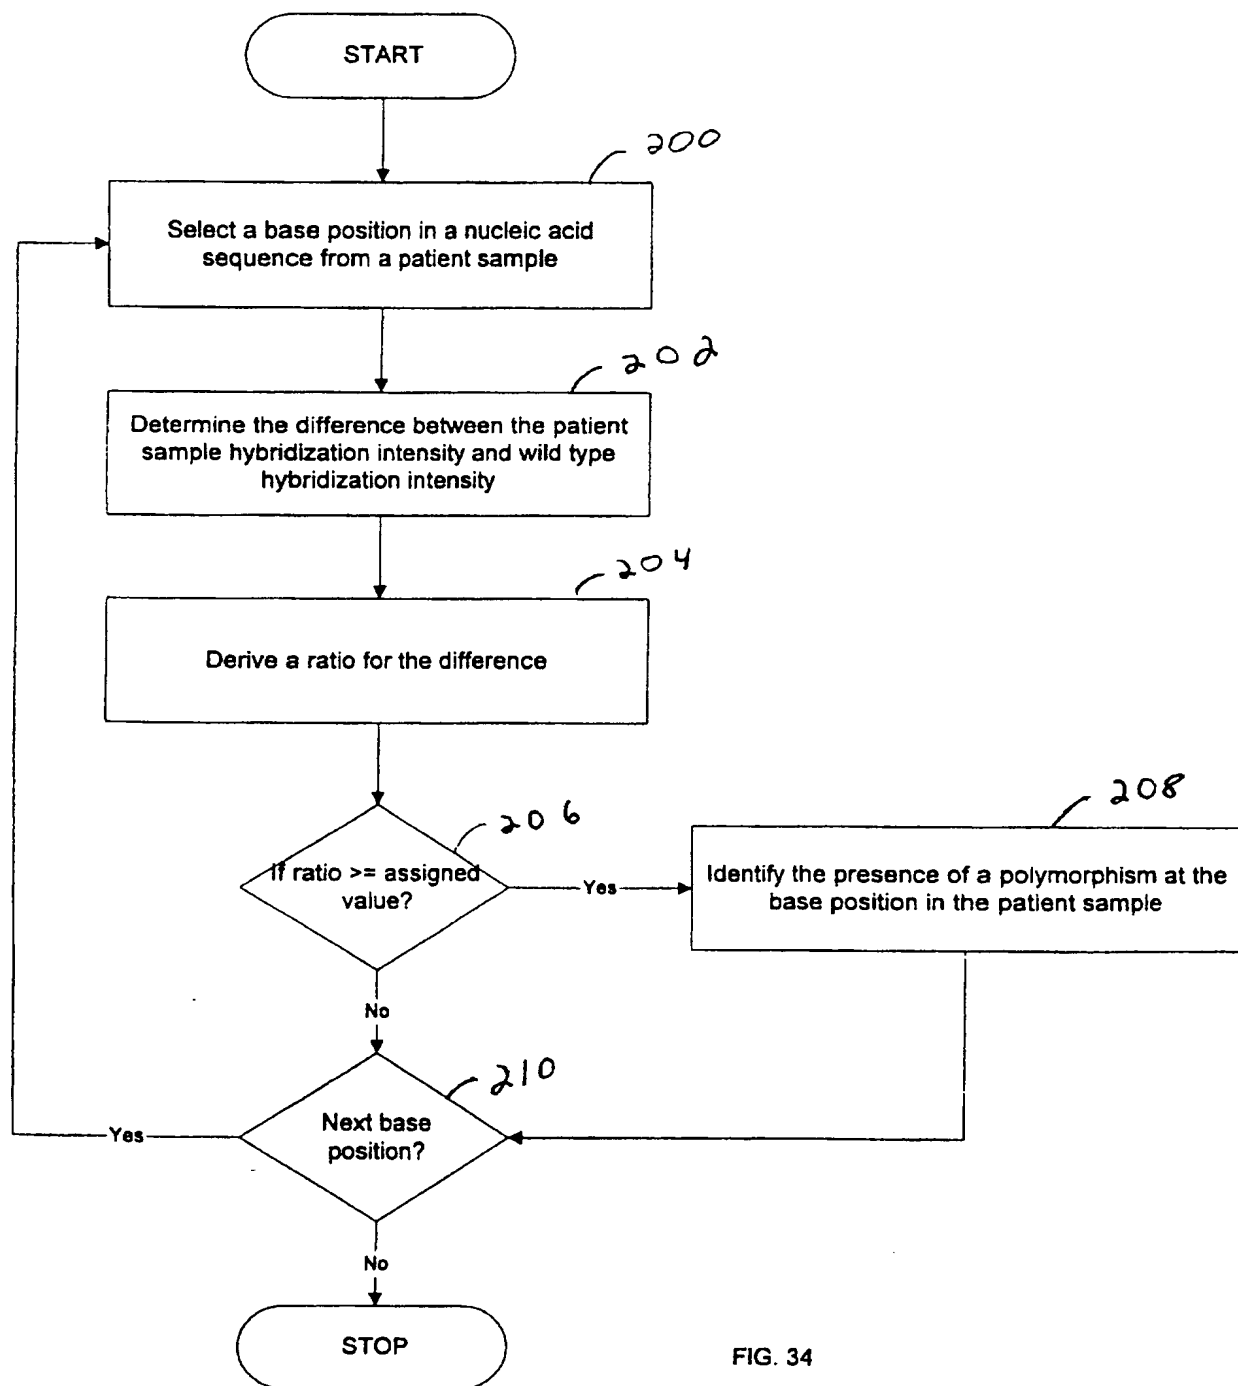 START
200
Select a base position in a nucleic acid
sequence from a patient sample
202
Determine the difference between the patient
sample hybridization intensity and wild type
hybridization intensity
204
Derive a ratio for the difference
206
If ratio >= assigned
value?
Yes
208
Identify the presence of a polymorphism at the
base position in the patient sample
No
210
Next base
position?
Yes
No
STOP
FIG. 34